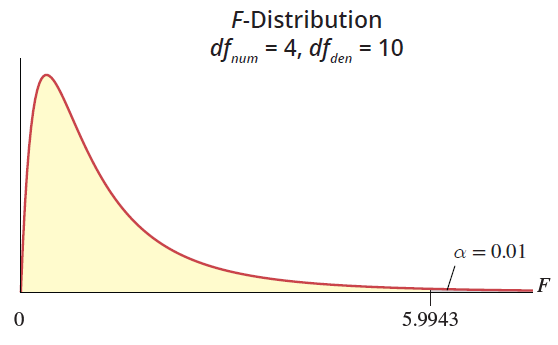 F-Distribution
df_num = 4, df_den = 10
α = 0.01
F
0
5.9943